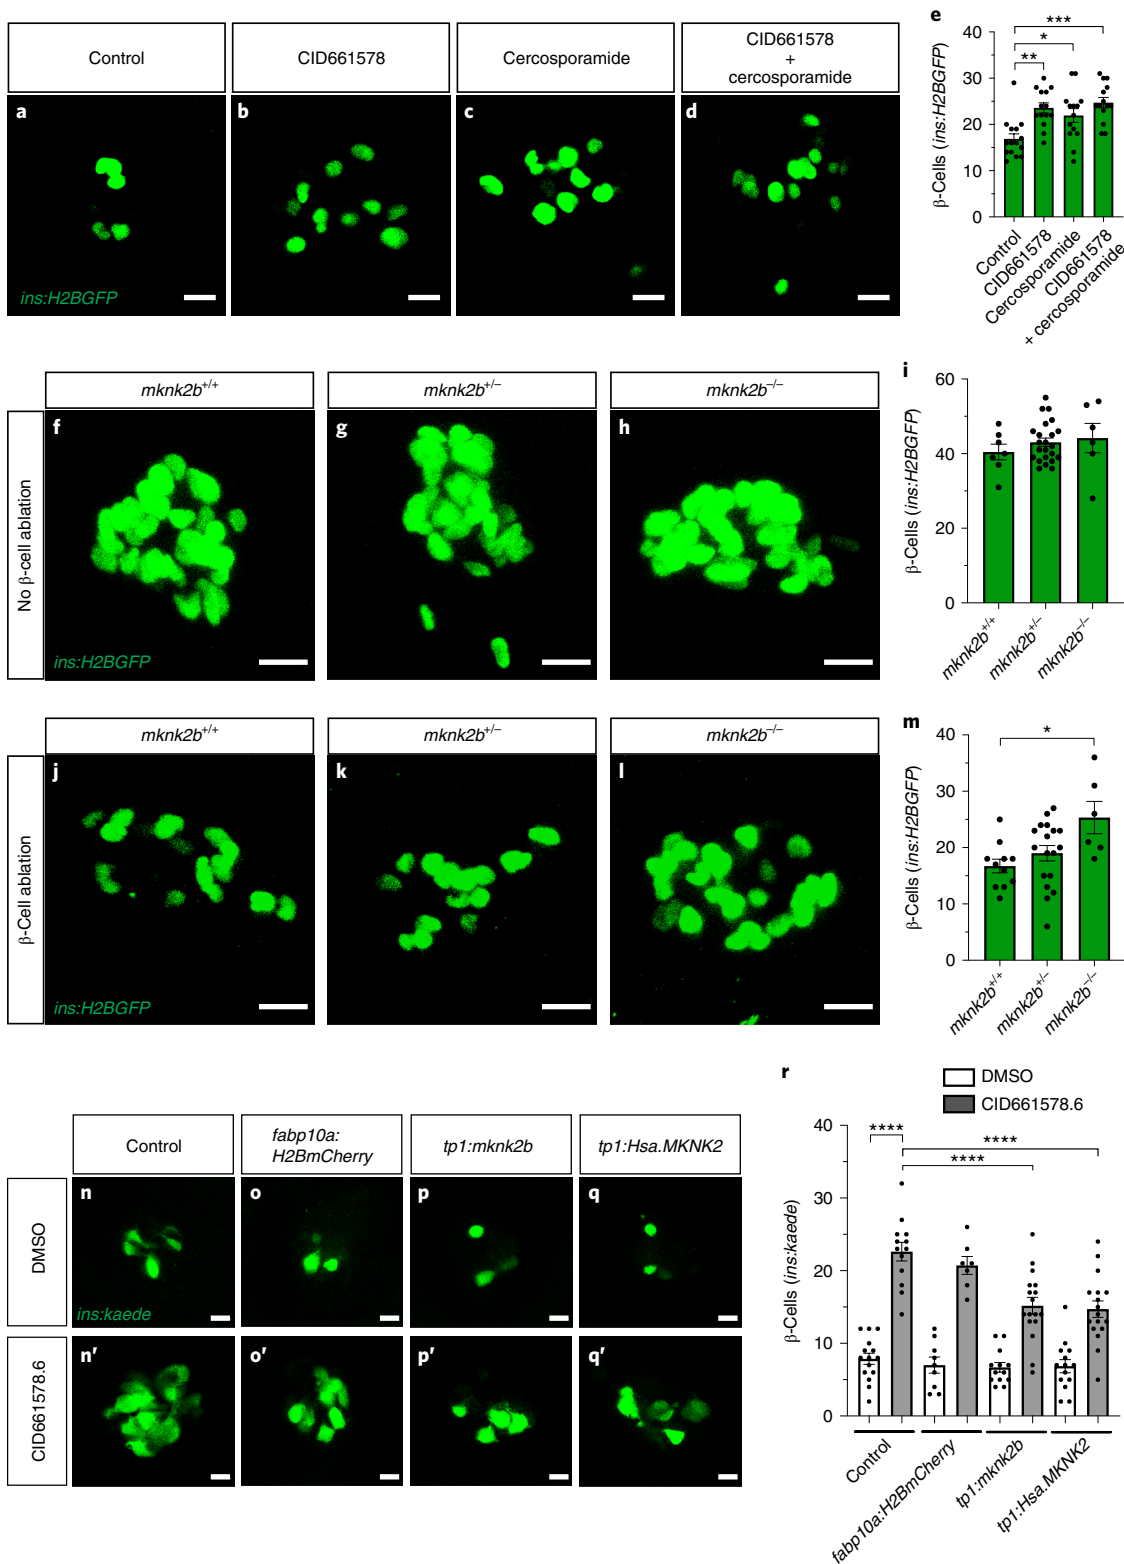 Control
CID661578
Cercosporamide
CID661578
+
cercosporamide
a
b
c
d
ins:H2BGFP
e
***
*
**
40
30
20
10
0
β-Cells (ins:H2BGFP)
Control
CID661578
Cercosporamide
CID661578
+ cercosporamide
mknk2b+/+
mknk2b+/–
mknk2b–/–
No β-cell ablation
f
g
h
ins:H2BGFP
i
60
40
20
0
β-Cells (ins:H2BGFP)
mknk2b+/+
mknk2b+/–
mknk2b–/–
mknk2b+/+
mknk2b+/–
mknk2b–/–
β-Cell ablation
j
k
l
ins:H2BGFP
m
*
40
30
20
10
0
β-Cells (ins:H2BGFP)
mknk2b+/+
mknk2b+/–
mknk2b–/–
Control
fabp10a:
H2BmCherry
tp1:mknk2b
tp1:Hsa.MKNK2
DMSO
n
o
p
q
ins:kaede
CID661578.6
n′
o′
p′
q′
r
DMSO
CID661578.6
****
****
****
40
30
20
10
0
β-Cells (ins:kaede)
Control
fabp10a:H2BmCherry
tp1:mknk2b
tp1:Hsa.MKNK2